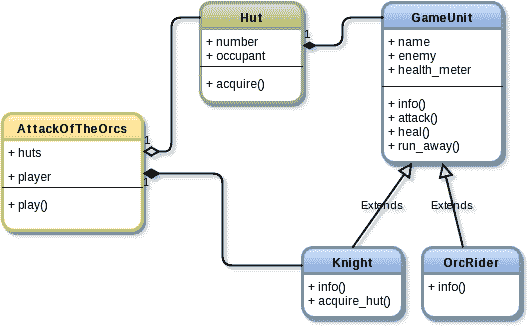 Hut
+ number
+ occupant
+ acquire()
1
GameUnit
+ name
+ enemy
+ health_meter
+ info()
+ attack()
+ heal()
+ run_away()
AttackOfTheOrcs
+ huts
+ player
+ play()
1
1
Extends
Extends
Knight
+ info()
+ acquire_hut()
OrcRider
+ info()